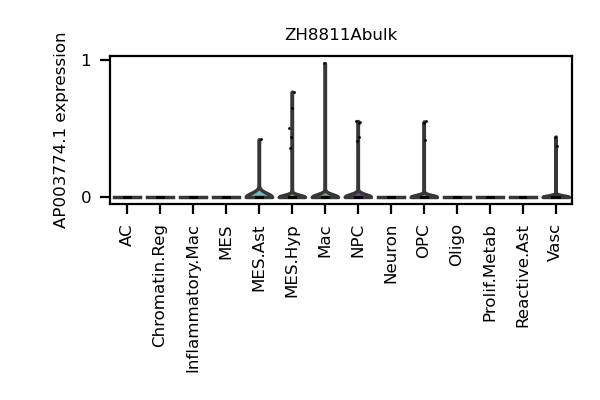 ZH8811Abulk
AP003774.1 expression
1
0
AC
Chromatin.Reg
Inflammatory.Mac
MES
MES.Ast
MES.Hyp
Mac
NPC
Neuron
OPC
Oligo
Prolif.Metab
Reactive.Ast
Vasc